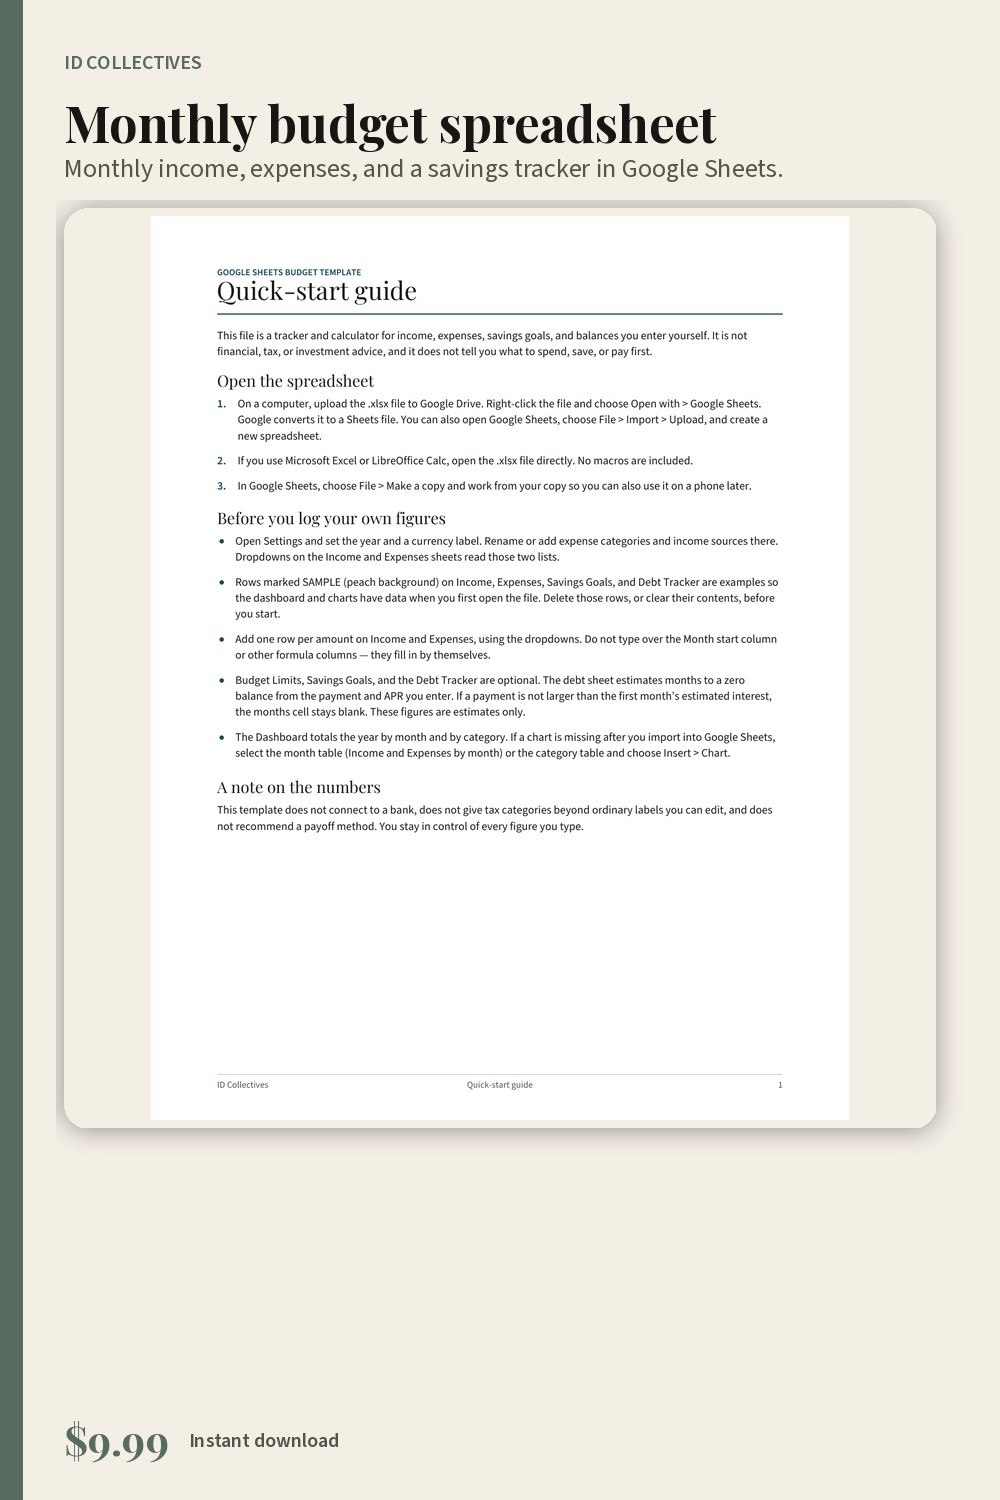 ID COLLECTIVES
Monthly budget spreadsheet
Monthly income, expenses, and a savings tracker in Google Sheets.
GOOGLE SHEETS BUDGET TEMPLATE
Quick-start guide
This file is a tracker and calculator for income, expenses, savings goals, and balances you enter yourself. It is not
financial, tax, or investment advice, and it does not tell you what to spend, save, or pay first.
Open the spreadsheet
1. On a computer, upload the .xlsx file to Google Drive. Right-click the file and choose Open with > Google Sheets.
Google converts it to a Sheets file. You can also open Google Sheets, choose File > Import > Upload, and create a
new spreadsheet.
2. If you use Microsoft Excel or LibreOffice Calc, open the .xlsx file directly. No macros are included.
3. In Google Sheets, choose File > Make a copy and work from your copy so you can also use it on a phone later.
Before you log your own figures
• Open Settings and set the year and a currency label. Rename or add expense categories and income sources there.
Dropdowns on the Income and Expenses sheets read those two lists.
• Rows marked SAMPLE (peach background) on Income, Expenses, Savings Goals, and Debt Tracker are examples so
the dashboard and charts have data when you first open the file. Delete those rows, or clear their contents, before
you start.
• Add one row per amount on Income and Expenses, using the dropdowns. Do not type over the Month start column
or other formula columns — they fill in by themselves.
• Budget Limits, Savings Goals, and the Debt Tracker are optional. The debt sheet estimates months to a zero
balance from the payment and APR you enter. If a payment is not larger than the first month's estimated interest,
the months cell stays blank. These figures are estimates only.
• The Dashboard totals the year by month and by category. If a chart is missing after you import into Google Sheets,
select the month table (Income and Expenses by month) or the category table and choose Insert > Chart.
A note on the numbers
This template does not connect to a bank, does not give tax categories beyond ordinary labels you can edit, and does
not recommend a payoff method. You stay in control of every figure you type.
ID Collectives Quick-start guide 1
$9.99 Instant download